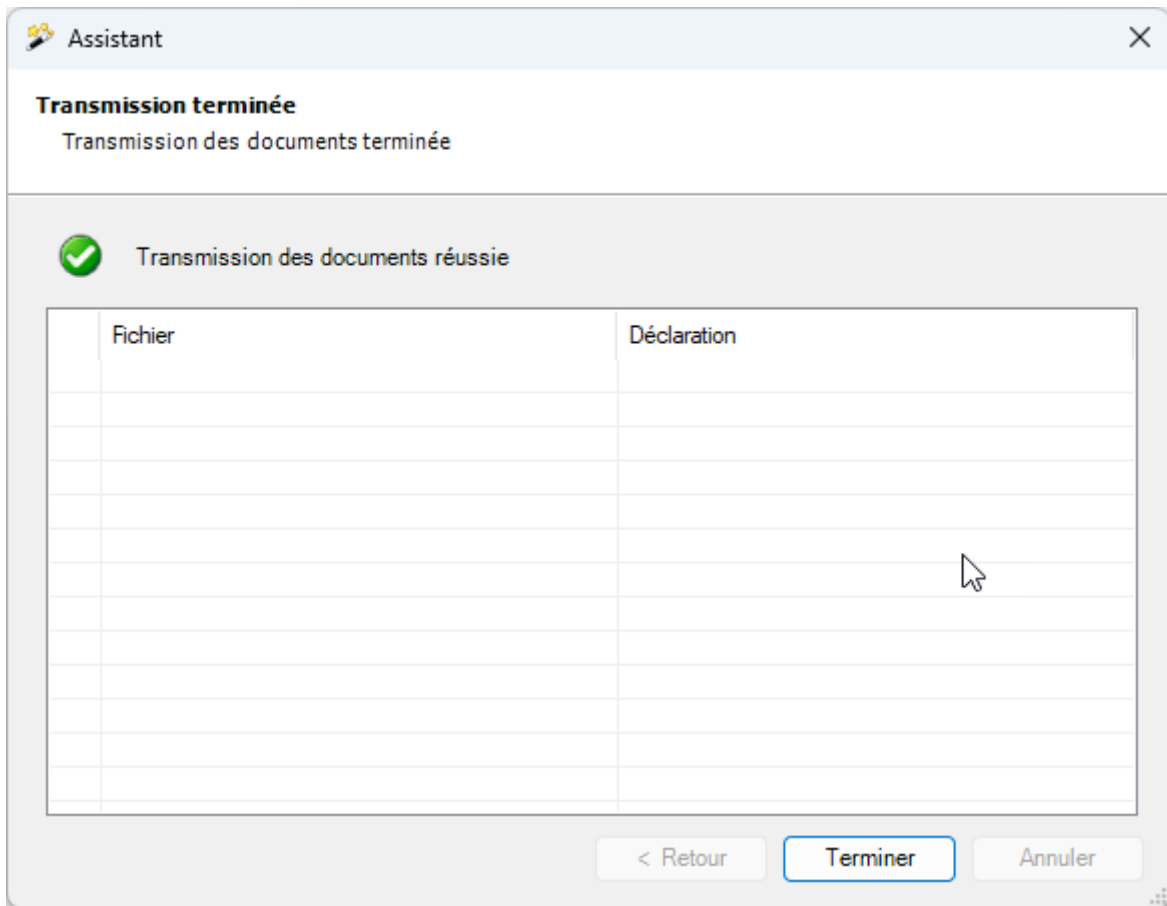 Assistant
Transmission terminée
Transmission des documents terminée
Transmission des documents réussie
Fichier Déclaration
< Retour Terminer Annuler